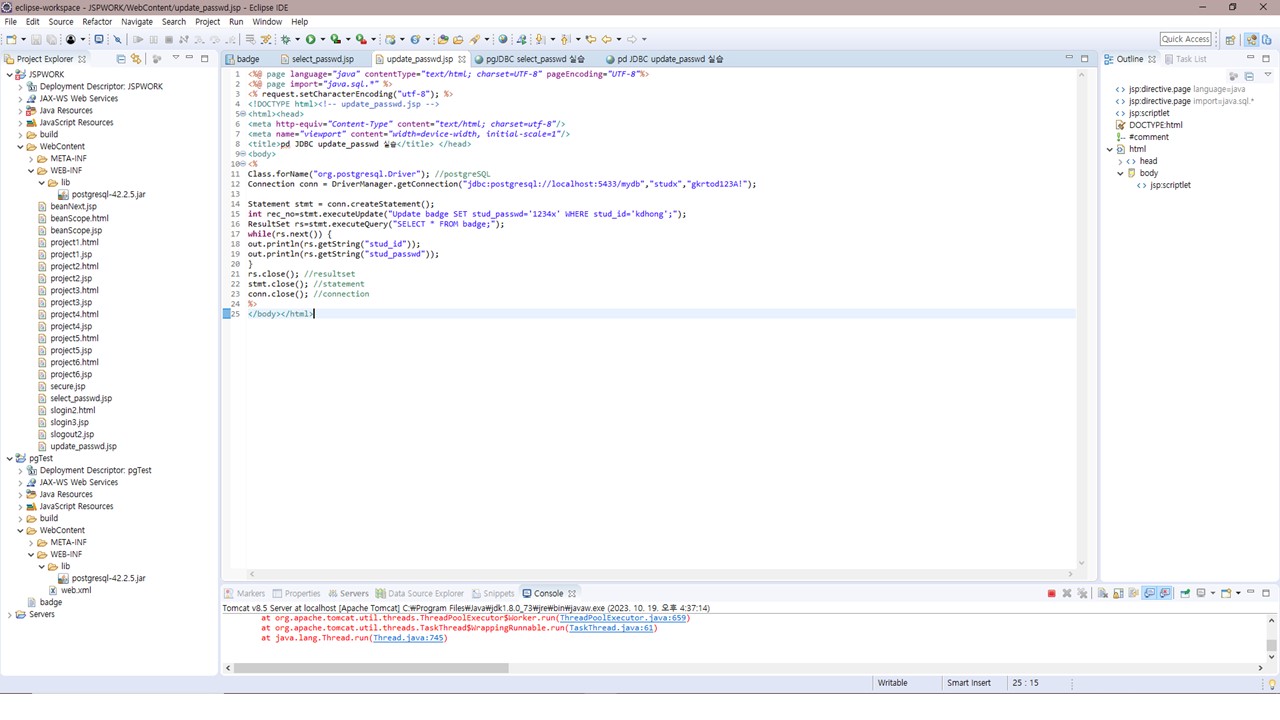 eclipse-workspace - JSPWORK/WebContent/update_passwd.jsp - Eclipse IDE
File Edit Source Refactor Navigate Search Project Run Window Help
Quick Access
Project Explorer
JSPWORK
Deployment Descriptor: JSPWORK
JAX-WS Web Services
Java Resources
JavaScript Resources
build
WebContent
META-INF
WEB-INF
lib
postgresql-42.2.5.jar
beanNext.jsp
beanScope.html
beanScope.jsp
project1.html
project1.jsp
project2.html
project2.jsp
project3.html
project3.jsp
project4.html
project4.jsp
project5.html
project5.jsp
project6.html
project6.jsp
secure.jsp
select_passwd.jsp
slogin2.html
slogin3.jsp
slogout2.jsp
update_passwd.jsp
pgTest
Deployment Descriptor: pgTest
JAX-WS Web Services
Java Resources
JavaScript Resources
build
WebContent
META-INF
WEB-INF
lib
postgresql-42.2.5.jar
web.xml
badge
Servers
badge select_passwd.jsp update_passwd.jsp pgJDBC select_passwd 실습 pd JDBC update_passwd 실습
1 <%@ page language="java" contentType="text/html; charset=UTF-8" pageEncoding="UTF-8"%>
2 <%@ page import="java.sql.*" %>
3 <% request.setCharacterEncoding("utf-8"); %>
4 <!DOCTYPE html><!-- update_passwd.jsp -->
5 <html><head>
6 <meta http-equiv="Content-Type" content="text/html; charset=utf-8"/>
7 <meta name="viewport" content="width=device-width, initial-scale=1"/>
8 <title>pd JDBC update_passwd 실습</title> </head>
9 <body>
10 <%
11 Class.forName("org.postgresql.Driver"); //postgreSQL
12 Connection conn = DriverManager.getConnection("jdbc:postgresql://localhost:5433/mydb","studx","gkrtod123A!");
13
14 Statement stmt = conn.createStatement();
15 int rec_no=stmt.executeUpdate("Update badge SET stud_passwd='1234x' WHERE stud_id='kdhong';");
16 ResultSet rs=stmt.executeQuery("SELECT * FROM badge;");
17 while(rs.next()) {
18 out.println(rs.getString("stud_id"));
19 out.println(rs.getString("stud_passwd"));
20 }
21 rs.close(); //resultset
22 stmt.close(); //statement
23 conn.close(); //connection
24 %>
25 </body></html>
Outline Task List
jsp:directive.page language=java
jsp:directive.page import=java.sql.*
jsp:scriptlet
DOCTYPE:html
#comment
html
head
body
jsp:scriptlet
Markers Properties Servers Data Source Explorer Snippets Console
Tomcat v8.5 Server at localhost [Apache Tomcat] C:₩Program Files₩Java₩jdk1.8.0_73₩jre₩bin₩javaw.exe (2023. 10. 19. 오후 4:37:14)
at org.apache.tomcat.util.threads.ThreadPoolExecutor$Worker.run(ThreadPoolExecutor.java:659)
at org.apache.tomcat.util.threads.TaskThread$WrappingRunnable.run(TaskThread.java:61)
at java.lang.Thread.run(Thread.java:745)
Writable Smart Insert 25 : 15